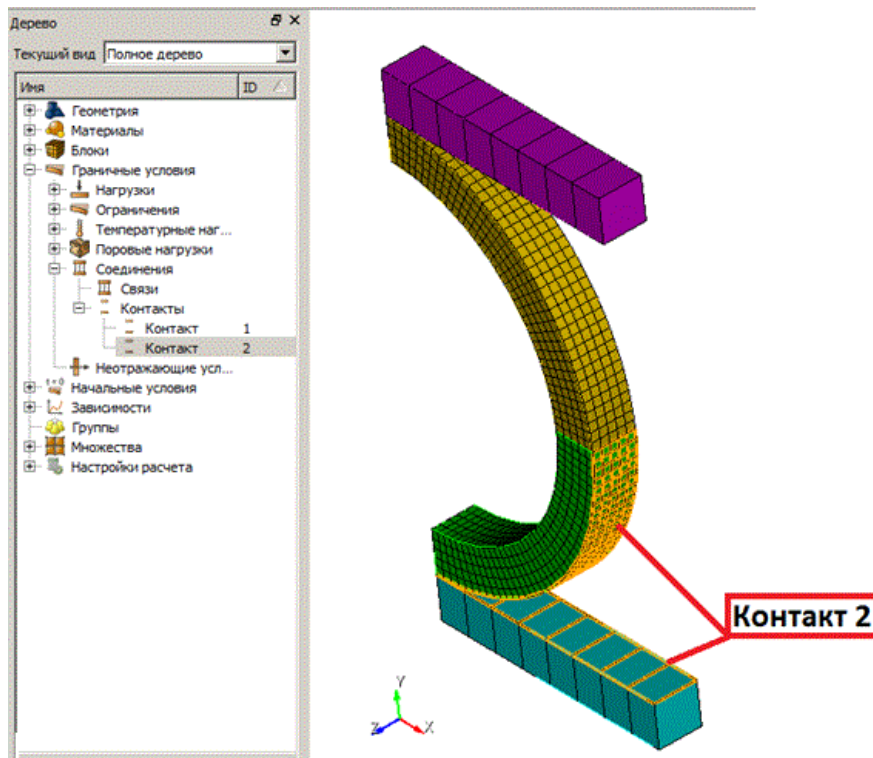 Дерево
Текущий вид Полное дерево
Имя ID
Геометрия
Материалы
Блоки
Граничные условия
Нагрузки
Ограничения
Температурные наг...
Поровые нагрузки
Соединения
Связи
Контакты
Контакт 1
Контакт 2
Неотражающие усл...
Начальные условия
Зависимости
Группы
Множества
Настройки расчета
Контакт 2
Y
Z X